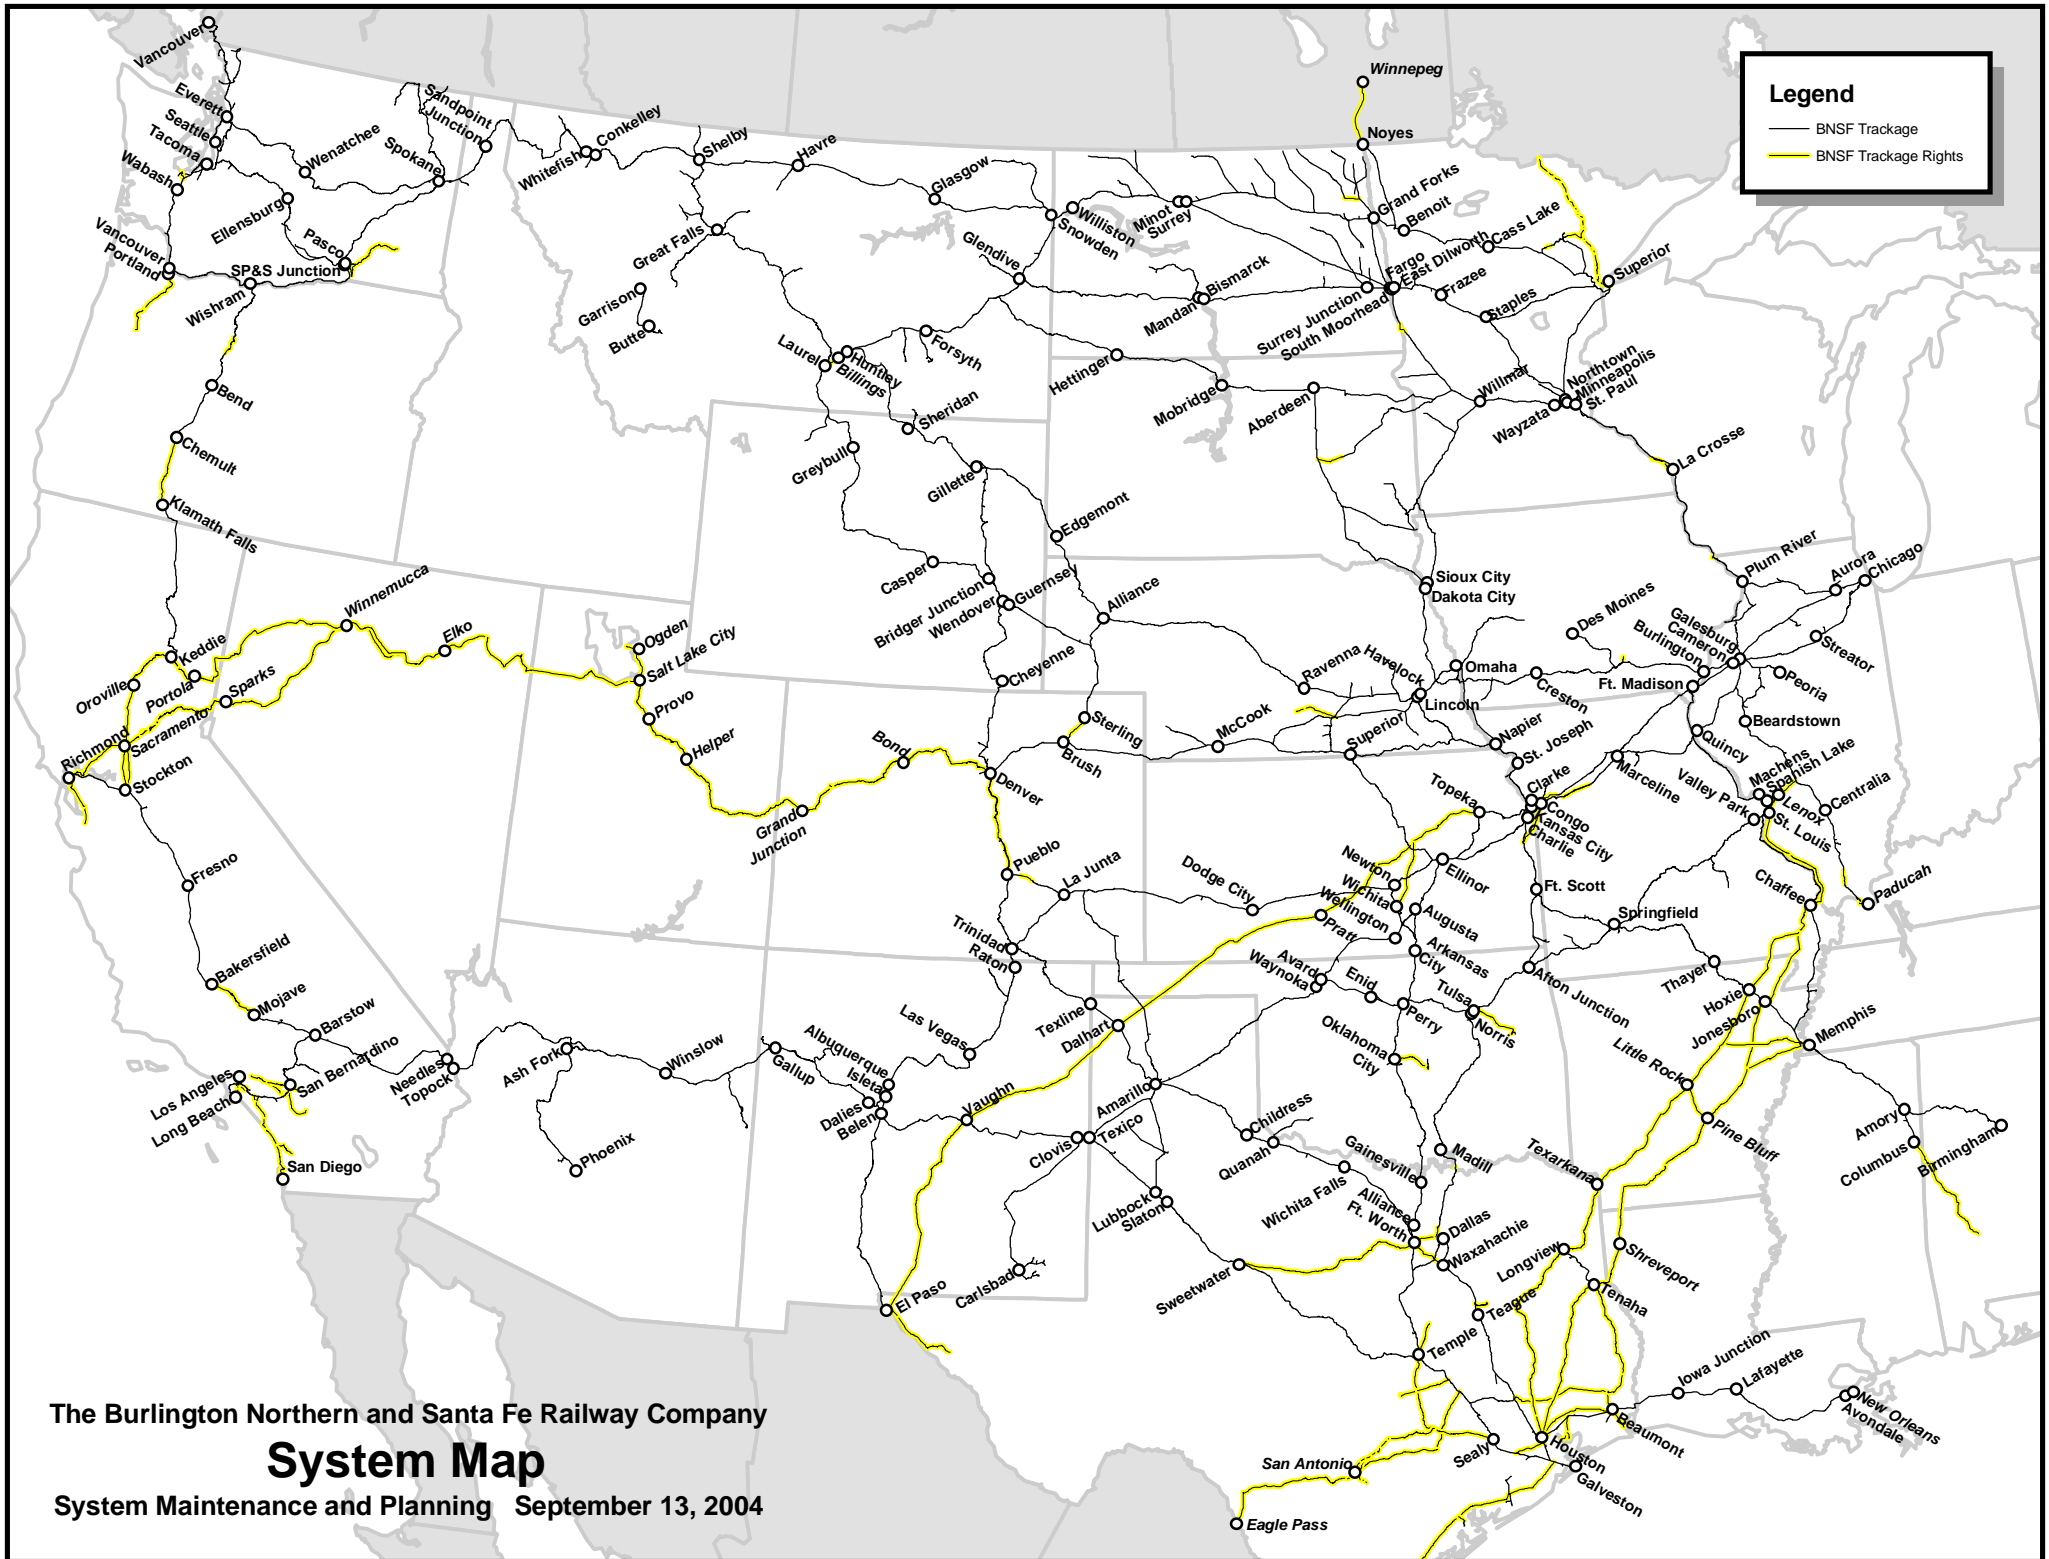 Vancouver
Everett
Seattle
Tacoma
Wabash
Wenatchee
Spokane
Sandpoint
Junction
Ellensburg
Pasco
Vancouver
Portland
SP&S Junction
Wishram
Bend
Chemult
Klamath Falls
Whitefish
Conkelley
Shelby
Havre
Glasgow
Great Falls
Garrison
Butte
Glendive
Snowden
Williston
Minot
Surrey
Winnepeg
Noyes
Grand Forks
Benoit
Cass Lake
Fargo
East Dilworth
Frazee
Staples
Superior
Surrey Junction
South Moorhead
Bismarck
Mandan
Legend
BNSF Trackage
BNSF Trackage Rights
Laurel
Billings
Huntley
Forsyth
Sheridan
Hettinger
Mobridge
Aberdeen
Willmar
Wayzata
Northtown
Minneapolis
St. Paul
La Crosse
Greybull
Gillette
Edgemont
Casper
Bridger Junction
Wendover
Guernsey
Alliance
Sioux City
Dakota City
Plum River
Aurora
Chicago
Winnemucca
Elko
Ogden
Salt Lake City
Provo
Helper
Keddie
Portola
Oroville
Sparks
Sacramento
Richmond
Stockton
Cheyenne
Sterling
Brush
McCook
Ravenna
Havelock
Lincoln
Omaha
Creston
Des Moines
Galesburg
Cameron
Burlington
Ft. Madison
Streator
Peoria
Beardstown
Quincy
Bond
Denver
Grand
Junction
Superior
Napier
St. Joseph
Clarke
Topeka
Congo
Kansas City
Charlie
Marceline
Machens
Spanish Lake
Valley Park
Lenox
St. Louis
Centralia
Fresno
Pueblo
La Junta
Dodge City
Newton
Wichita
Wellington
Pratt
Ellinor
Augusta
Arkansas
City
Ft. Scott
Springfield
Chaffee
Paducah
Bakersfield
Mojave
Barstow
San Bernardino
Los Angeles
Long Beach
San Diego
Needles
Topock
Ash Fork
Winslow
Phoenix
Gallup
Trinidad
Raton
Las Vegas
Albuquerque
Isleta
Dalies
Belen
Vaughn
Texline
Dalhart
Amarillo
Clovis
Texico
Avard
Waynoka
Enid
Perry
Tulsa
Norris
Afton Junction
Thayer
Hoxie
Jonesboro
Memphis
Oklahoma
City
Little Rock
Pine Bluff
Amory
Columbus
Birmingham
Childress
Quanah
Wichita Falls
Gainesville
Madill
Texarkana
Lubbock
Slaton
Alliance
Ft. Worth
Dallas
Waxahachie
Longview
Shreveport
Tenaha
El Paso
Carlsbad
Sweetwater
Teague
Temple
Iowa Junction
Lafayette
New Orleans
Avondale
Beaumont
Houston
Sealy
Galveston
San Antonio
Eagle Pass
The Burlington Northern and Santa Fe Railway Company
System Map
System Maintenance and Planning September 13, 2004